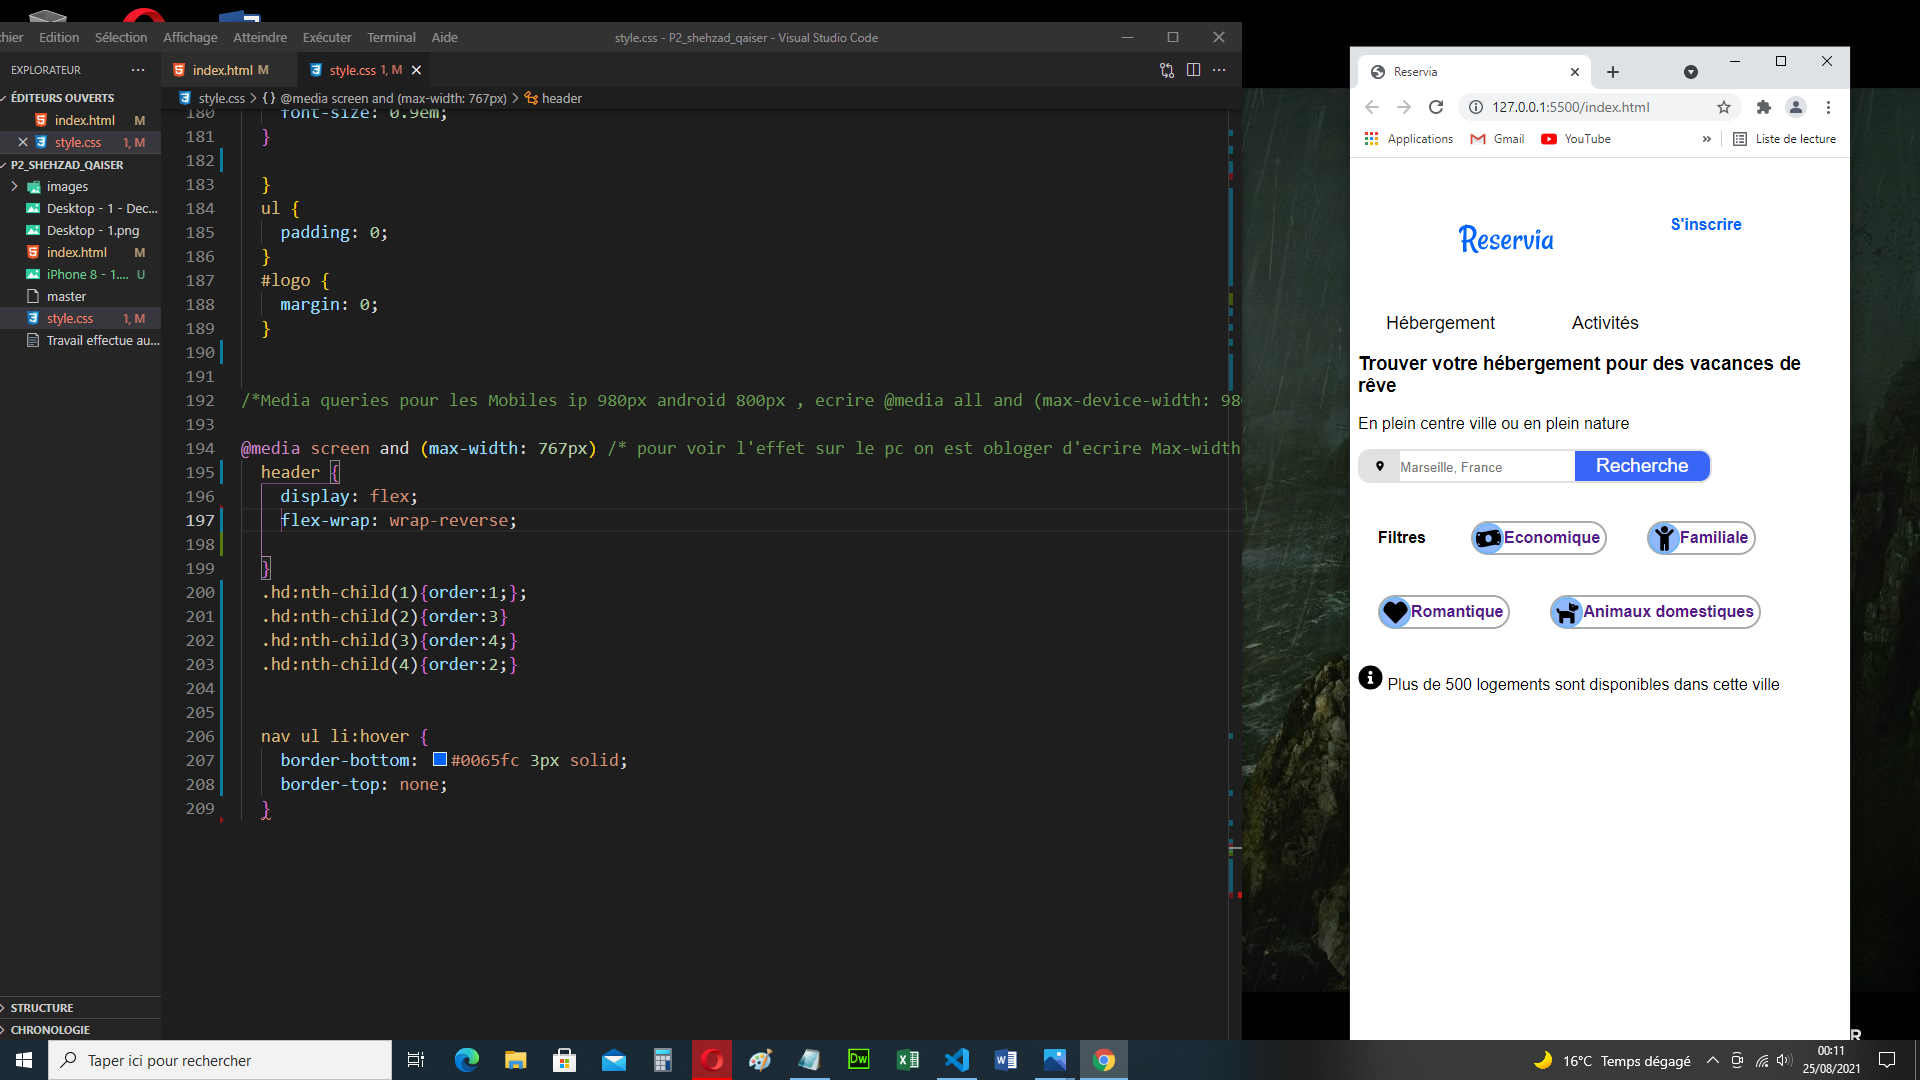 chier Edition Sélection Affichage Atteindre Exécuter Terminal Aide
style.css - P2_shehzad_qaiser - Visual Studio Code
EXPLORATEUR
ÉDITEURS OUVERTS
index.html M
style.css 1, M
P2_SHEHZAD_QAISER
images
Desktop - 1 - Dec...
Desktop - 1.png
index.html M
iPhone 8 - 1.... U
master
style.css 1, M
Travail effectue au...
STRUCTURE
CHRONOLOGIE
index.html M
style.css 1, M
style.css > {} @media screen and (max-width: 767px) > header
180 font-size: 0.9em;
181 }
182
183 }
184 ul {
185 padding: 0;
186 }
187 #logo {
188 margin: 0;
189 }
190
191
192 /*Media queries pour les Mobiles ip 980px android 800px , ecrire @media all and (max-device-width: 98
193
194 @media screen and (max-width: 767px) /* pour voir l'effet sur le pc on est obloger d'ecrire Max-width
195 header {
196 display: flex;
197 flex-wrap: wrap-reverse;
198
199 }
200 .hd:nth-child(1){order:1;};
201 .hd:nth-child(2){order:3}
202 .hd:nth-child(3){order:4;}
203 .hd:nth-child(4){order:2;}
204
205
206 nav ul li:hover {
207 border-bottom: #0065fc 3px solid;
208 border-top: none;
209 }
Reservia
127.0.0.1:5500/index.html
Applications Gmail YouTube » Liste de lecture
Reservia
S'inscrire
Hébergement Activités
Trouver votre hébergement pour des vacances de
rêve
En plein centre ville ou en plein nature
Marseille, France Recherche
Filtres Economique Familiale
Romantique Animaux domestiques
Plus de 500 logements sont disponibles dans cette ville
R
Taper ici pour rechercher
Dw
16°C Temps dégagé
00:11
25/08/2021